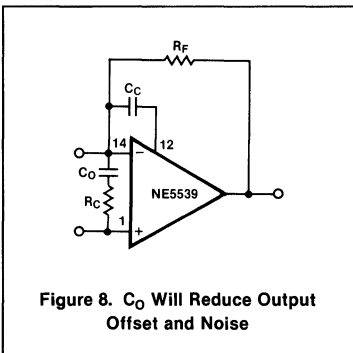 RF
CC
14
12
−
CO
NE5539
RC
1
+
Figure 8. CO Will Reduce Output
Offset and Noise